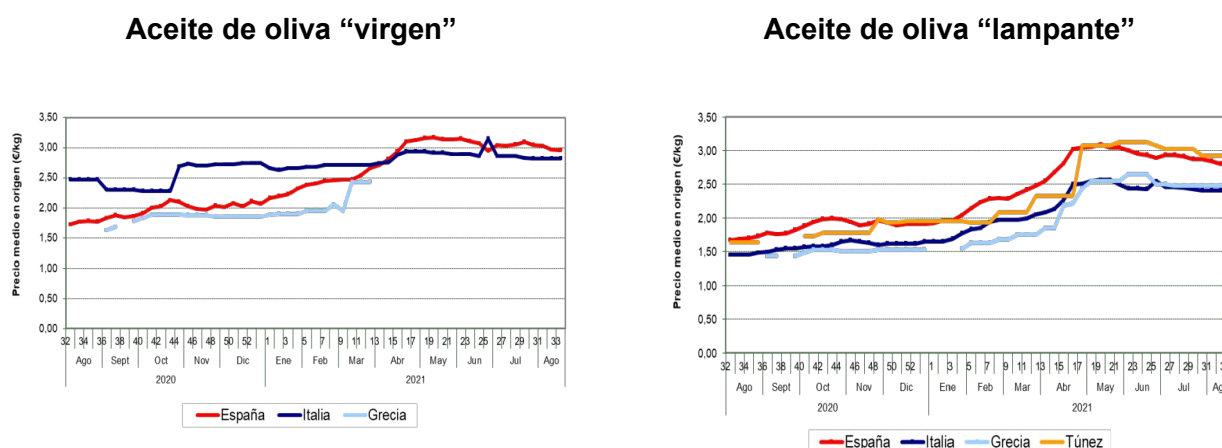 Aceite de oliva “virgen”
Precio medio en origen (€/kg)
3,50
3,00
2,50
2,00
1,50
1,00
0,50
0,00
32 34 36 38 40 42 44 46 48 50 52 1 3 5 7 9 11 13 15 17 19 21 23 25 27 29 31 33
Ago Sept Oct Nov Dic Ene Feb Mar Abr May Jun Jul Ago
2020 2021
España Italia Grecia
Aceite de oliva “lampante”
Precio medio en origen (€/kg)
3,50
3,00
2,50
2,00
1,50
1,00
0,50
0,00
32 34 36 38 40 42 44 46 48 50 52 1 3 5 7 9 11 13 15 17 19 21 23 25 27 29 31
Ago Sept Oct Nov Dic Ene Feb Mar Abr May Jun Jul
2020 2021
España Italia Grecia Túnez